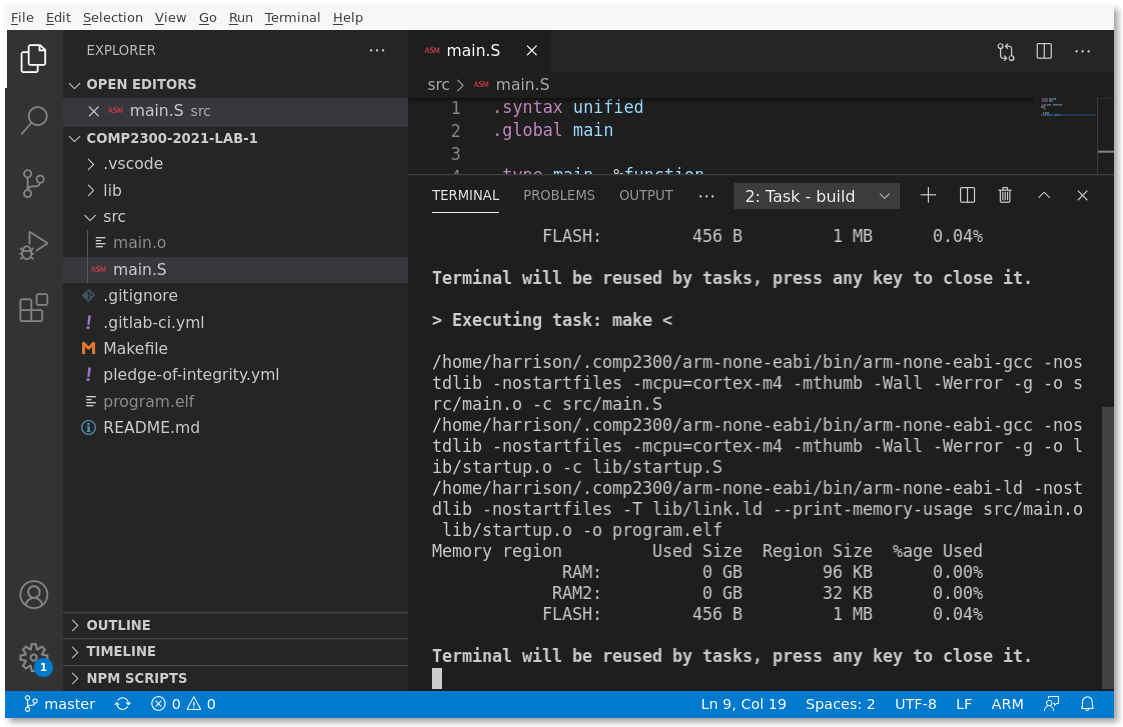 File Edit Selection View Go Run Terminal Help
EXPLORER
OPEN EDITORS
ASM main.S src
COMP2300-2021-LAB-1
.vscode
lib
src
main.o
ASM main.S
.gitignore
! .gitlab-ci.yml
M Makefile
! pledge-of-integrity.yml
program.elf
README.md
OUTLINE
TIMELINE
NPM SCRIPTS
1
ASM main.S
src > ASM main.S
1 .syntax unified
2 .global main
3
4 .type main, %function
TERMINAL PROBLEMS OUTPUT ··· 2: Task - build
FLASH: 456 B 1 MB 0.04%
Terminal will be reused by tasks, press any key to close it.
> Executing task: make <
/home/harrison/.comp2300/arm-none-eabi/bin/arm-none-eabi-gcc -nos
tdlib -nostartfiles -mcpu=cortex-m4 -mthumb -Wall -Werror -g -o s
rc/main.o -c src/main.S
/home/harrison/.comp2300/arm-none-eabi/bin/arm-none-eabi-gcc -nos
tdlib -nostartfiles -mcpu=cortex-m4 -mthumb -Wall -Werror -g -o l
ib/startup.o -c lib/startup.S
/home/harrison/.comp2300/arm-none-eabi/bin/arm-none-eabi-ld -nost
dlib -nostartfiles -T lib/link.ld --print-memory-usage src/main.o
lib/startup.o -o program.elf
Memory region Used Size Region Size %age Used
RAM: 0 GB 96 KB 0.00%
RAM2: 0 GB 32 KB 0.00%
FLASH: 456 B 1 MB 0.04%
Terminal will be reused by tasks, press any key to close it.
master 0 0 Ln 9, Col 19 Spaces: 2 UTF-8 LF ARM